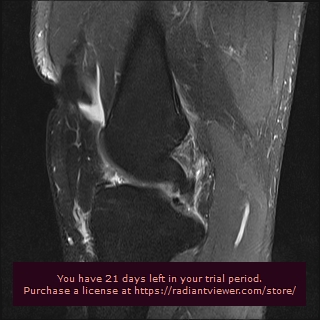 You have 21 days left in your trial period.
Purchase a license at https://radiantviewer.com/store/